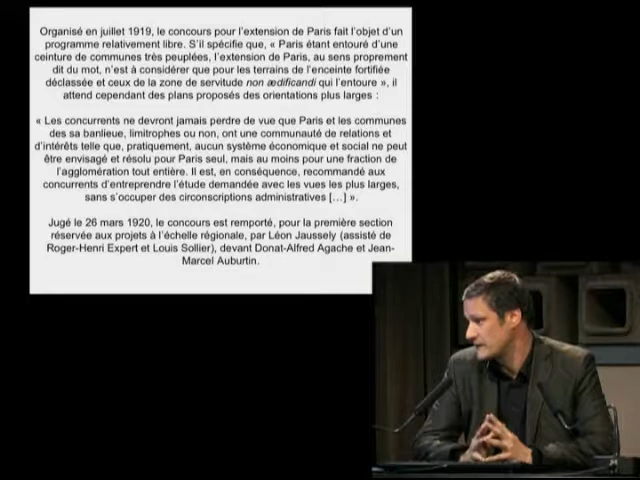 Organisé en juillet 1919, le concours pour l'extension de Paris fait l'objet d'un
programme relativement libre. S'il spécifie que, « Paris étant entouré d'une
ceinture de communes très peuplées, l'extension de Paris, au sens proprement
dit du mot, n'est à considérer que pour les terrains de l'enceinte fortifiée
déclassée et ceux de la zone de servitude non ædificandi qui l'entoure », il
attend cependant des plans proposés des orientations plus larges :
« Les concurrents ne devront jamais perdre de vue que Paris et les communes
des sa banlieue, limitrophes ou non, ont une communauté de relations et
d'intérêts telle que, pratiquement, aucun système économique et social ne peut
être envisagé et résolu pour Paris seul, mais au moins pour une fraction de
l'agglomération tout entière. Il est, en conséquence, recommandé aux
concurrents d'entreprendre l'étude demandée avec les vues les plus larges,
sans s'occuper des circonscriptions administratives […] ».
Jugé le 26 mars 1920, le concours est remporté, pour la première section
réservée aux projets à l'échelle régionale, par Léon Jaussely (assisté de
Roger-Henri Expert et Louis Sollier), devant Donat-Alfred Agache et Jean-
Marcel Auburtin.